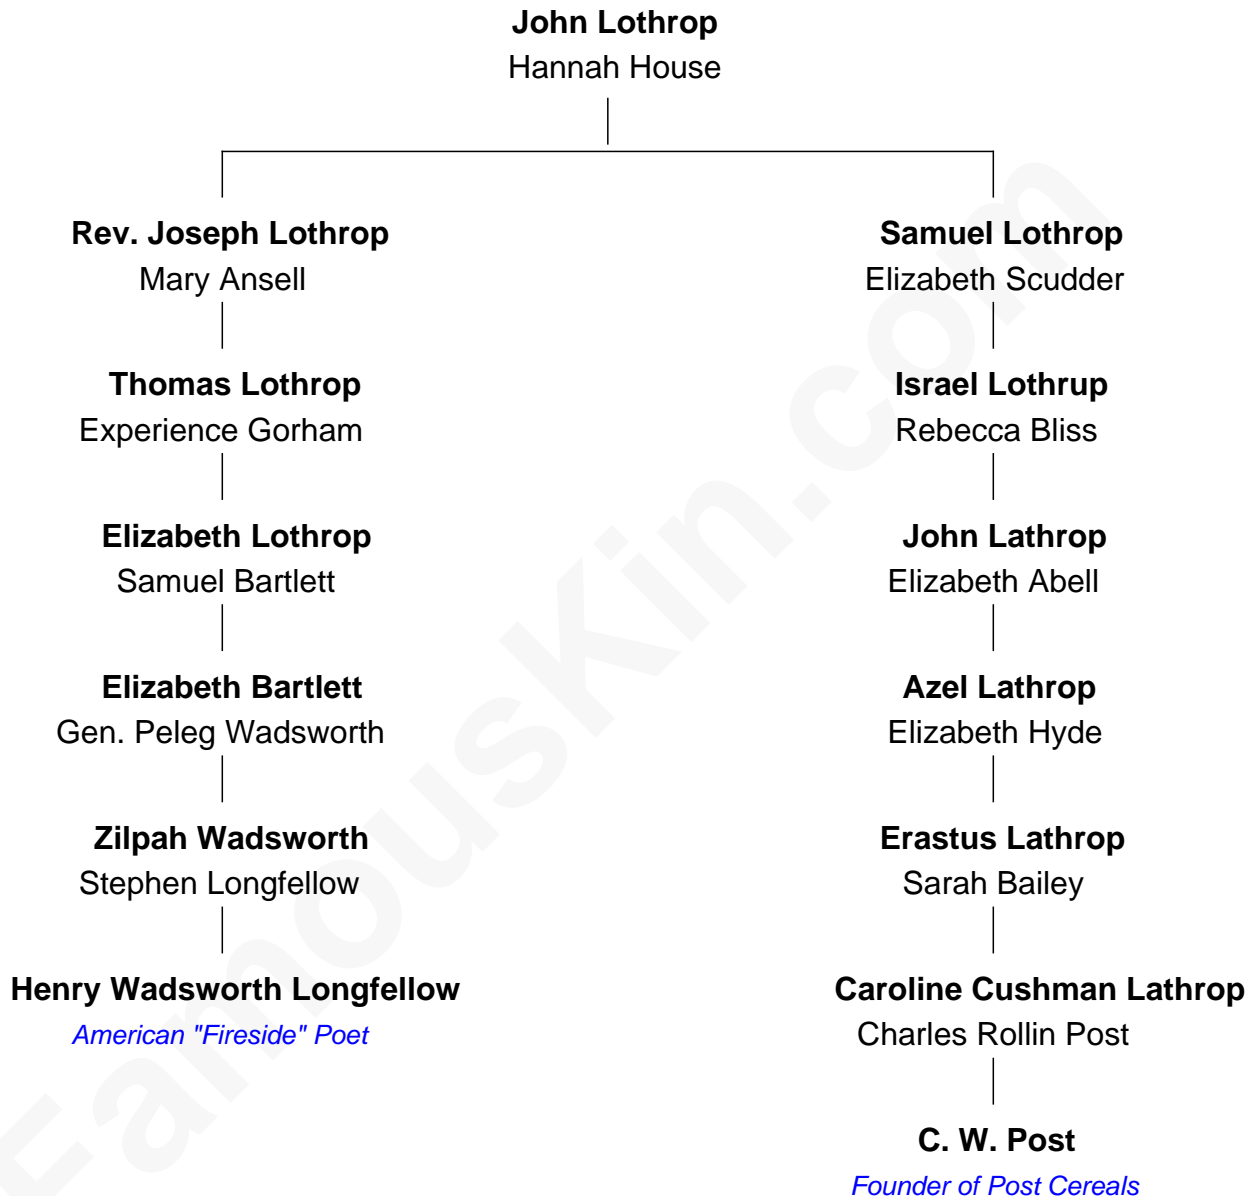 John Lothrop
Hannah House
Rev. Joseph Lothrop
Mary Ansell
Samuel Lothrop
Elizabeth Scudder
Thomas Lothrop
Experience Gorham
Israel Lothrup
Rebecca Bliss
Elizabeth Lothrop
Samuel Bartlett
John Lathrop
Elizabeth Abell
Elizabeth Bartlett
Gen. Peleg Wadsworth
Azel Lathrop
Elizabeth Hyde
Zilpah Wadsworth
Stephen Longfellow
Erastus Lathrop
Sarah Bailey
Henry Wadsworth Longfellow
American "Fireside" Poet
Caroline Cushman Lathrop
Charles Rollin Post
C. W. Post
Founder of Post Cereals
FamousKin.com